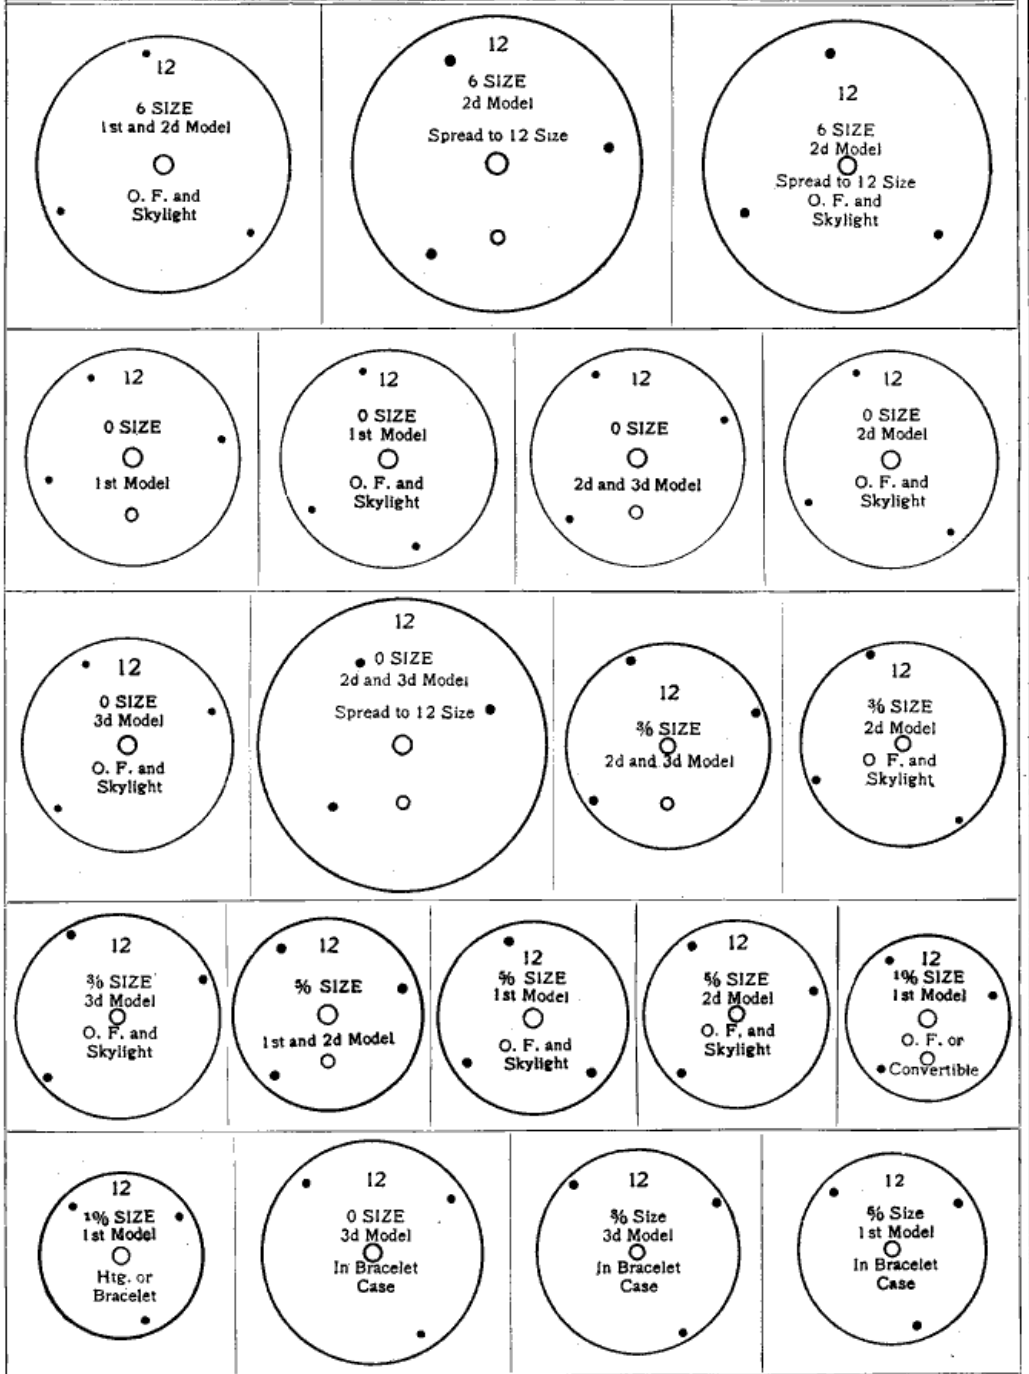 12
6 SIZE
1st and 2d Model
O. F. and
Skylight
12
6 SIZE
2d Model
Spread to 12 Size
12
6 SIZE
2d Model
Spread to 12 Size
O. F. and
Skylight
12
0 SIZE
1st Model
12
0 SIZE
1st Model
O. F. and
Skylight
12
0 SIZE
2d and 3d Model
12
0 SIZE
2d Model
O. F. and
Skylight
12
0 SIZE
3d Model
O. F. and
Skylight
12
0 SIZE
2d and 3d Model
Spread to 12 Size
12
3/0 SIZE
2d and 3d Model
12
3/0 SIZE
2d Model
O F. and
Skylight
12
3/0 SIZE
3d Model
O. F. and
Skylight
12
5/0 SIZE
1st and 2d Model
12
5/0 SIZE
1st Model
O. F. and
Skylight
12
5/0 SIZE
2d Model
O. F. and
Skylight
12
10/0 SIZE
1st Model
O. F. or
Convertible
12
10/0 SIZE
1st Model
Htg. or
Bracelet
12
0 SIZE
3d Model
In Bracelet
Case
12
3/0 Size
3d Model
In Bracelet
Case
12
5/0 Size
1st Model
In Bracelet
Case